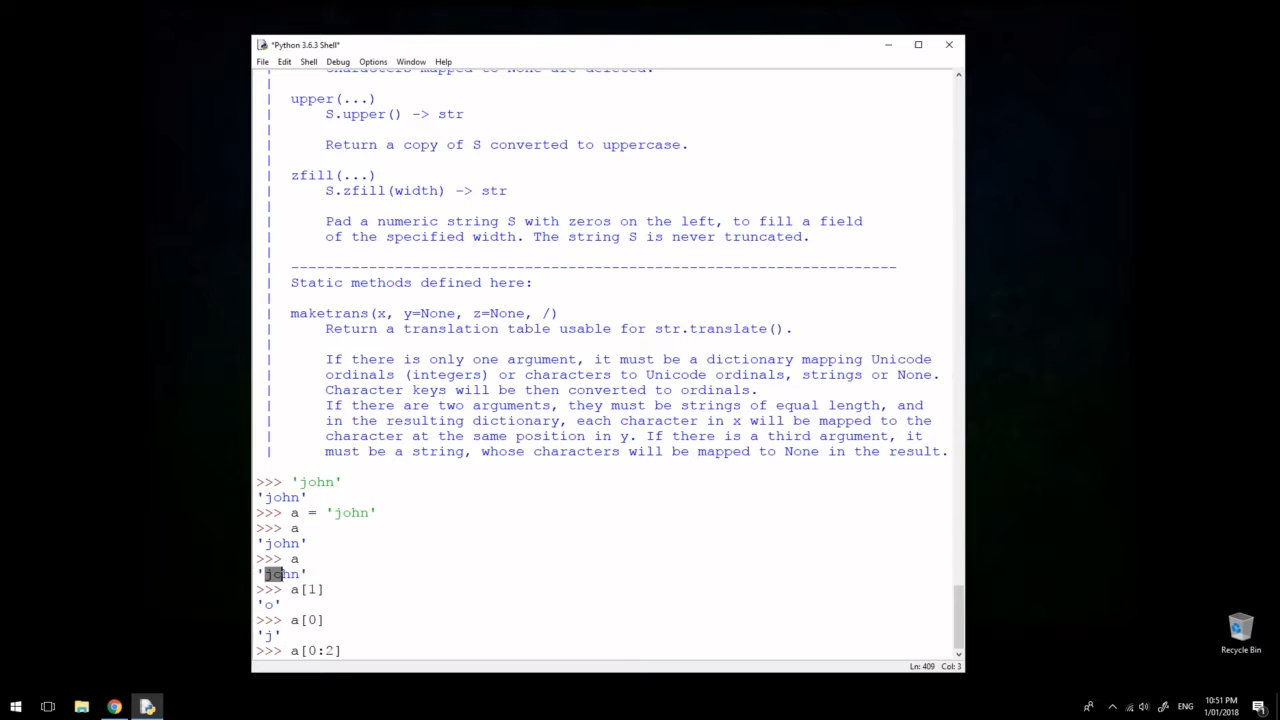 *Python 3.6.3 Shell*
File Edit Shell Debug Options Window Help
| Characters mapped to None are deleted.
|
| upper(...)
| S.upper() -> str
|
| Return a copy of S converted to uppercase.
|
| zfill(...)
| S.zfill(width) -> str
|
| Pad a numeric string S with zeros on the left, to fill a field
| of the specified width. The string S is never truncated.
|
| ----------------------------------------------------------------------
| Static methods defined here:
|
| maketrans(x, y=None, z=None, /)
| Return a translation table usable for str.translate().
|
| If there is only one argument, it must be a dictionary mapping Unicode
| ordinals (integers) or characters to Unicode ordinals, strings or None.
| Character keys will be then converted to ordinals.
| If there are two arguments, they must be strings of equal length, and
| in the resulting dictionary, each character in x will be mapped to the
| character at the same position in y. If there is a third argument, it
| must be a string, whose characters will be mapped to None in the result.
>>> 'john'
'john'
>>> a = 'john'
>>> a
'john'
>>> a
'john'
>>> a[1]
'o'
>>> a[0]
'j'
>>> a[0:2]
Ln: 409 Col: 3
Recycle Bin
ENG
10:51 PM
1/01/2018
1